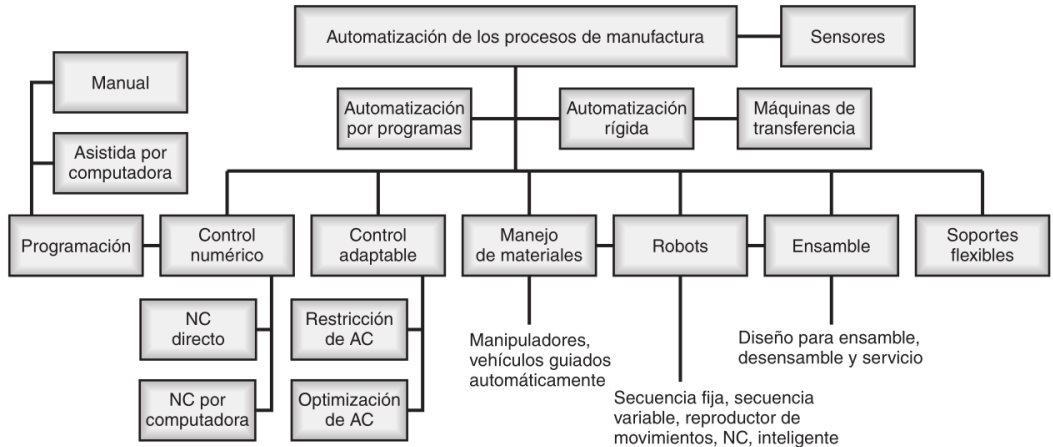 Automatización de los procesos de manufactura
Sensores
Manual
Automatización
por programas
Automatización
rígida
Máquinas de
transferencia
Asistida por
computadora
Programación
Control
numérico
Control
adaptable
Manejo
de materiales
Robots
Ensamble
Soportes
flexibles
NC
directo
Restricción
de AC
Manipuladores,
vehículos guiados
automáticamente
Diseño para ensamble,
desensamble y servicio
NC por
computadora
Optimización
de AC
Secuencia fija, secuencia
variable, reproductor de
movimientos, NC, inteligente